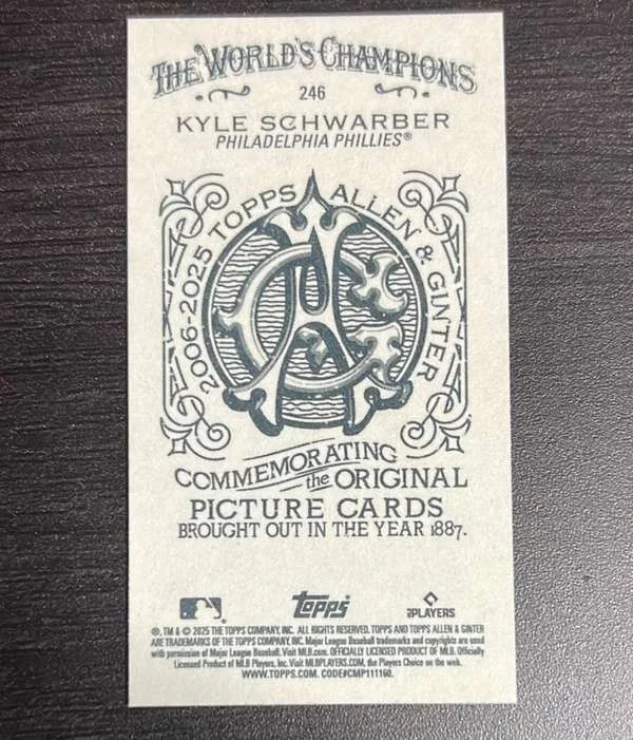 THE WORLD'S CHAMPIONS
246
KYLE SCHWARBER
PHILADELPHIA PHILLIES®
2006-2025 TOPPS ALLEN & GINTER
COMMEMORATING
the ORIGINAL
PICTURE CARDS
BROUGHT OUT IN THE YEAR 1887.
topps
PLAYERS
®, TM & © 2025 THE TOPPS COMPANY, INC. ALL RIGHTS RESERVED. TOPPS AND TOPPS ALLEN & GINTER
ARE TRADEMARKS OF THE TOPPS COMPANY, INC. Major League Baseball trademarks and copyrights are used
with permission of Major League Baseball. Visit MLB.com. OFFICIALLY LICENSED PRODUCT OF MLB. Officially
Licensed Product of MLB Players, Inc. Visit MLBPLAYERS.COM, the Players Choice on the web.
WWW.TOPPS.COM. CODE#CMP111160.